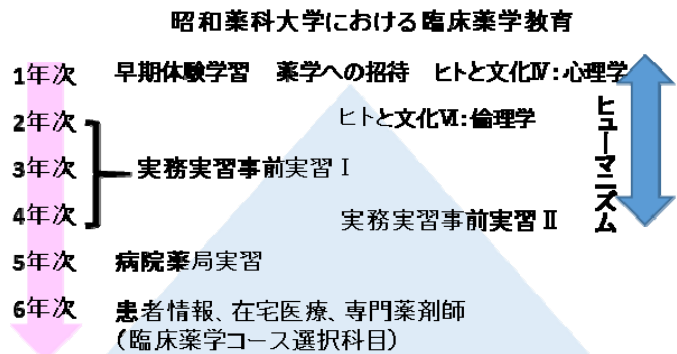 昭和薬科大学における臨床薬学教育
1年次 早期体験学習 薬学への招待 ヒトと文化Ⅳ:心理学
2年次 ヒトと文化Ⅵ:倫理学
3年次 実務実習事前実習Ⅰ
4年次 実務実習事前実習Ⅱ
5年次 病院薬局実習
6年次 患者情報、在宅医療、専門薬剤師
(臨床薬学コース選択科目)
ヒューマニズム